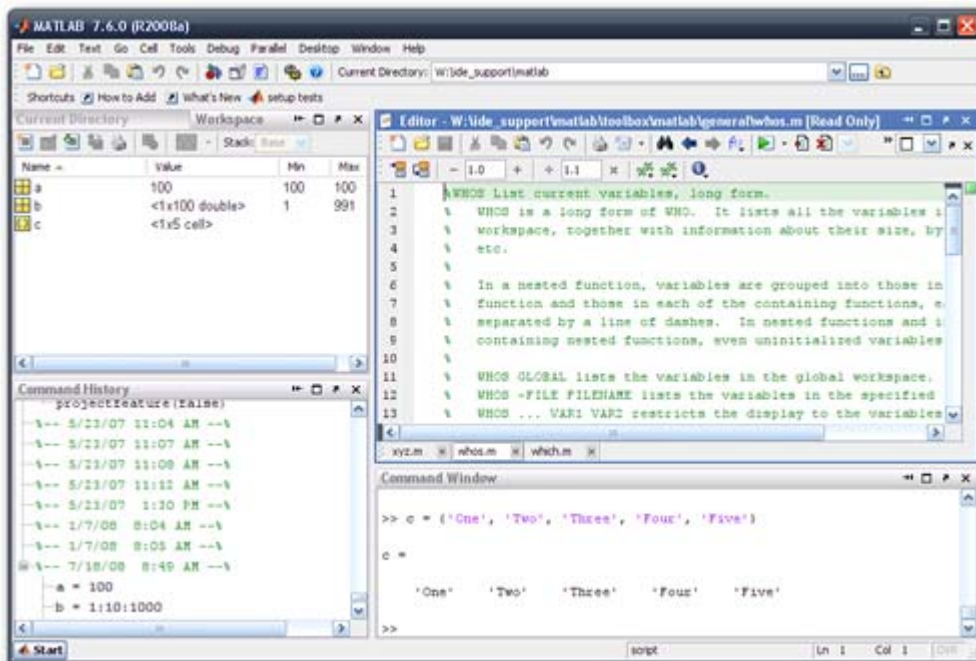 MATLAB 7.6.0 (R2008a)
File Edit Text Go Cell Tools Debug Parallel Desktop Window Help
Current Directory: W:\ide_support\matlab
Shortcuts How to Add What's New setup tests
Current Directory Workspace
Stack: Base
Name Value Min Max
a 100 100 100
b <1x100 double> 1 991
c <1x5 cell>
Command History
projectfeature(false)
%-- 5/23/07 11:04 AM --%
%-- 5/23/07 11:07 AM --%
%-- 5/23/07 11:08 AM --%
%-- 5/23/07 11:12 AM --%
%-- 5/23/07 1:30 PM --%
%-- 1/7/08 8:04 AM --%
%-- 1/7/08 8:05 AM --%
%-- 7/18/08 8:49 AM --%
a = 100
b = 1:10:1000
Editor - W:\ide_support\matlab\toolbox\matlab\general\whos.m [Read Only]
- 1.0 + ÷ 1.1 ×
1 %WHOS List current variables, long form.
2 % WHOS is a long form of WHO. It lists all the variables i
3 % workspace, together with information about their size, by
4 % etc.
5 %
6 % In a nested function, variables are grouped into those in
7 % function and those in each of the containing functions, e
8 % separated by a line of dashes. In nested functions and i
9 % containing nested functions, even uninitialized variables
10 %
11 % WHOS GLOBAL lists the variables in the global workspace.
12 % WHOS -FILE FILENAME lists the variables in the specified
13 % WHOS ... VAR1 VAR2 restricts the display to the variables
xyz.m whos.m which.m
Command Window
>> c = {'One', 'Two', 'Three', 'Four', 'Five'}
c =
'One' 'Two' 'Three' 'Four' 'Five'
>>
Start script Ln 1 Col 1 OVR